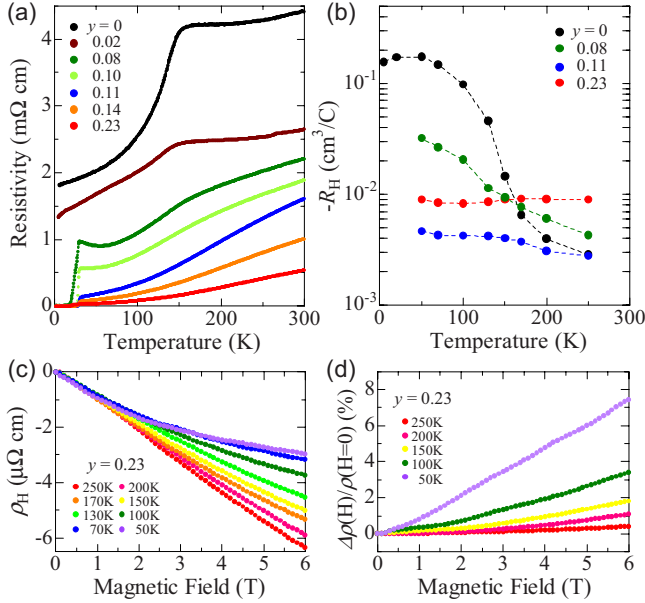 (a)
y = 0
0.02
0.08
0.10
0.11
0.14
0.23
Resistivity (mΩ cm)
4
2
0
0
100
200
300
Temperature (K)
(b)
y = 0
0.08
0.11
0.23
-RH (cm³/C)
10⁻¹
10⁻²
10⁻³
0
100
200
300
Temperature (K)
(c)
ρH (μΩ cm)
0
-2
-4
-6
y = 0.23
250K 200K
170K 150K
130K 100K
70K 50K
0 1 2 3 4 5 6
Magnetic Field (T)
(d)
Δρ(H)/ρ(H=0) (%)
8
6
4
2
0
y = 0.23
250K
200K
150K
100K
50K
0 1 2 3 4 5 6
Magnetic Field (T)